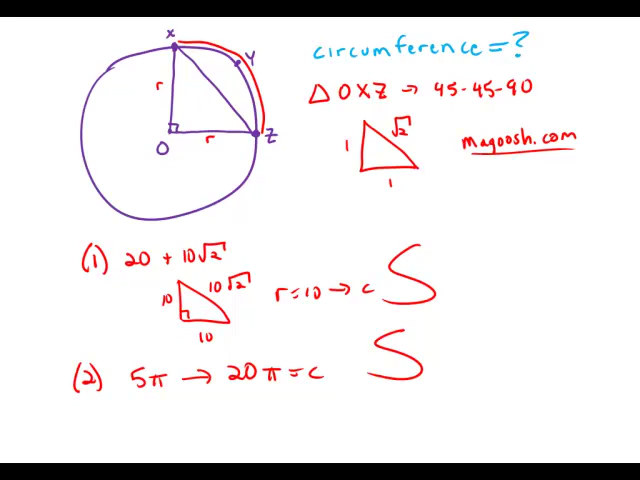 X
Y
r
r
Z
O
circumference = ?
△ OXZ → 45-45-90
1
√2
1
magoosh.com
(1) 20 + 10√2
10
10√2
10
r=10 → c
S
(2) 5π → 20π = c
S